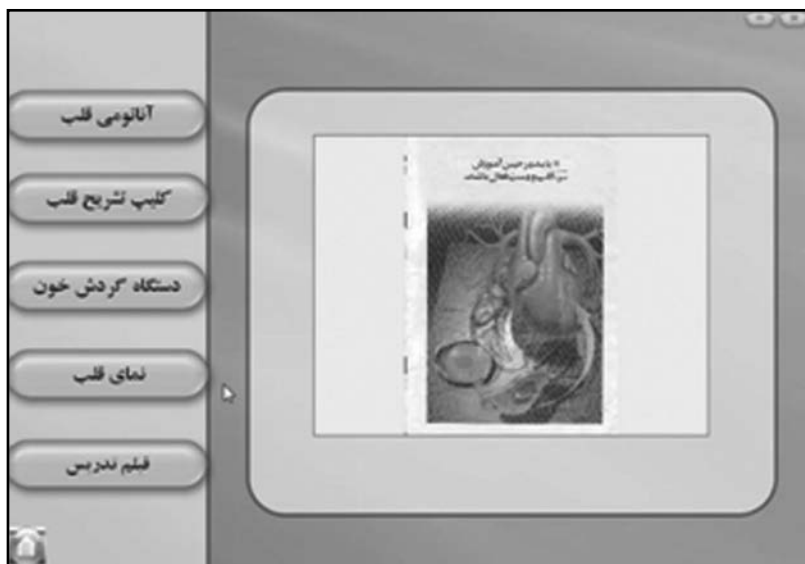 آناتومی قلب
کلیپ تشریح قلب
دستگاه گردش خون
نمای قلب
فیلم تدریس